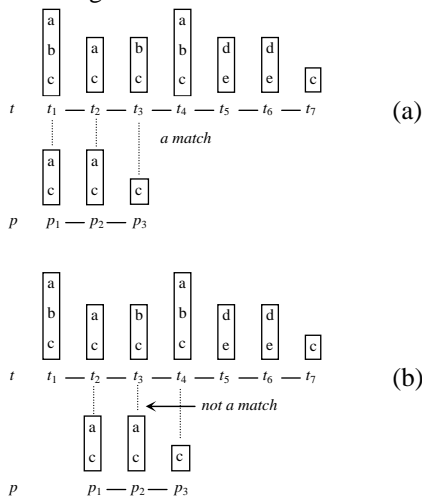 a a
b a b b d d
c c c c e e c
t t1 — t2 — t3 — t4 — t5 — t6 — t7 (a)
a match
a a
c c c
p p1 — p2 — p3
a a
b a b b d d
c c c c e e c
t t1 — t2 — t3 — t4 — t5 — t6 — t7 (b)
not a match
a a
c c c
p p1 — p2 — p3